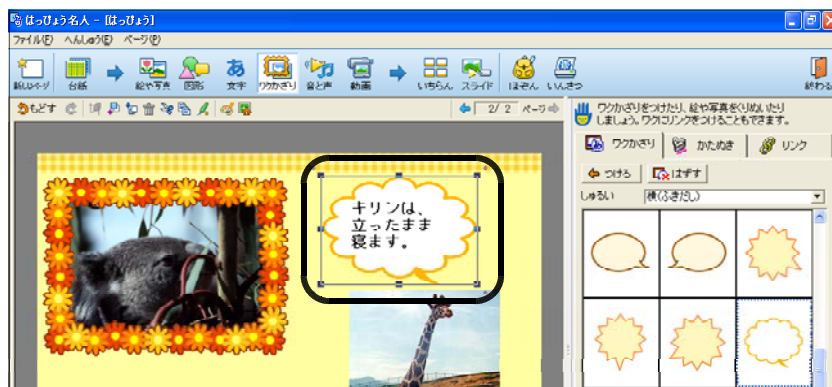 はっぴょう名人 - [はっぴょう]
ファイル(F) へんしゅう(E) ページ(P)
新しいページ 台紙 絵や写真 図形 文字 ワクかざり 音と声 動画 いちらん スライド ほぞん いんさつ 終わる
もどす 2/ 2 ページ
ワクかざりをつけたり、絵や写真をくりぬいたり
しましょう。ワクにリンクをつけることもできます。
ワクかざり かたぬき リンク
つける はずす
しゅるい 横(ふきだし)
キリンは、
立ったまま
寝ます。